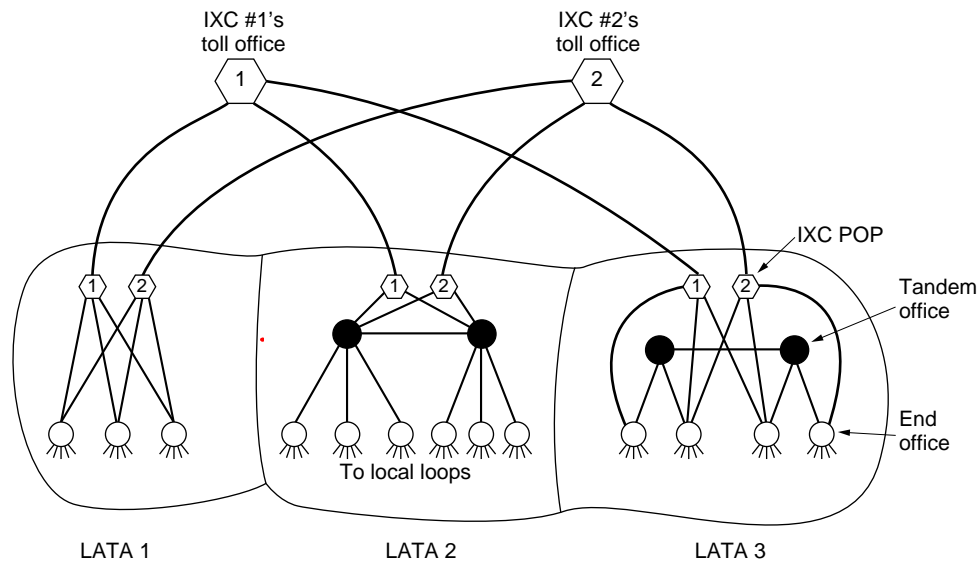 IXC #1's
toll office
IXC #2's
toll office
1
2
IXC POP
1
2
1
2
1
2
Tandem
office
End
office
To local loops
LATA 1
LATA 2
LATA 3